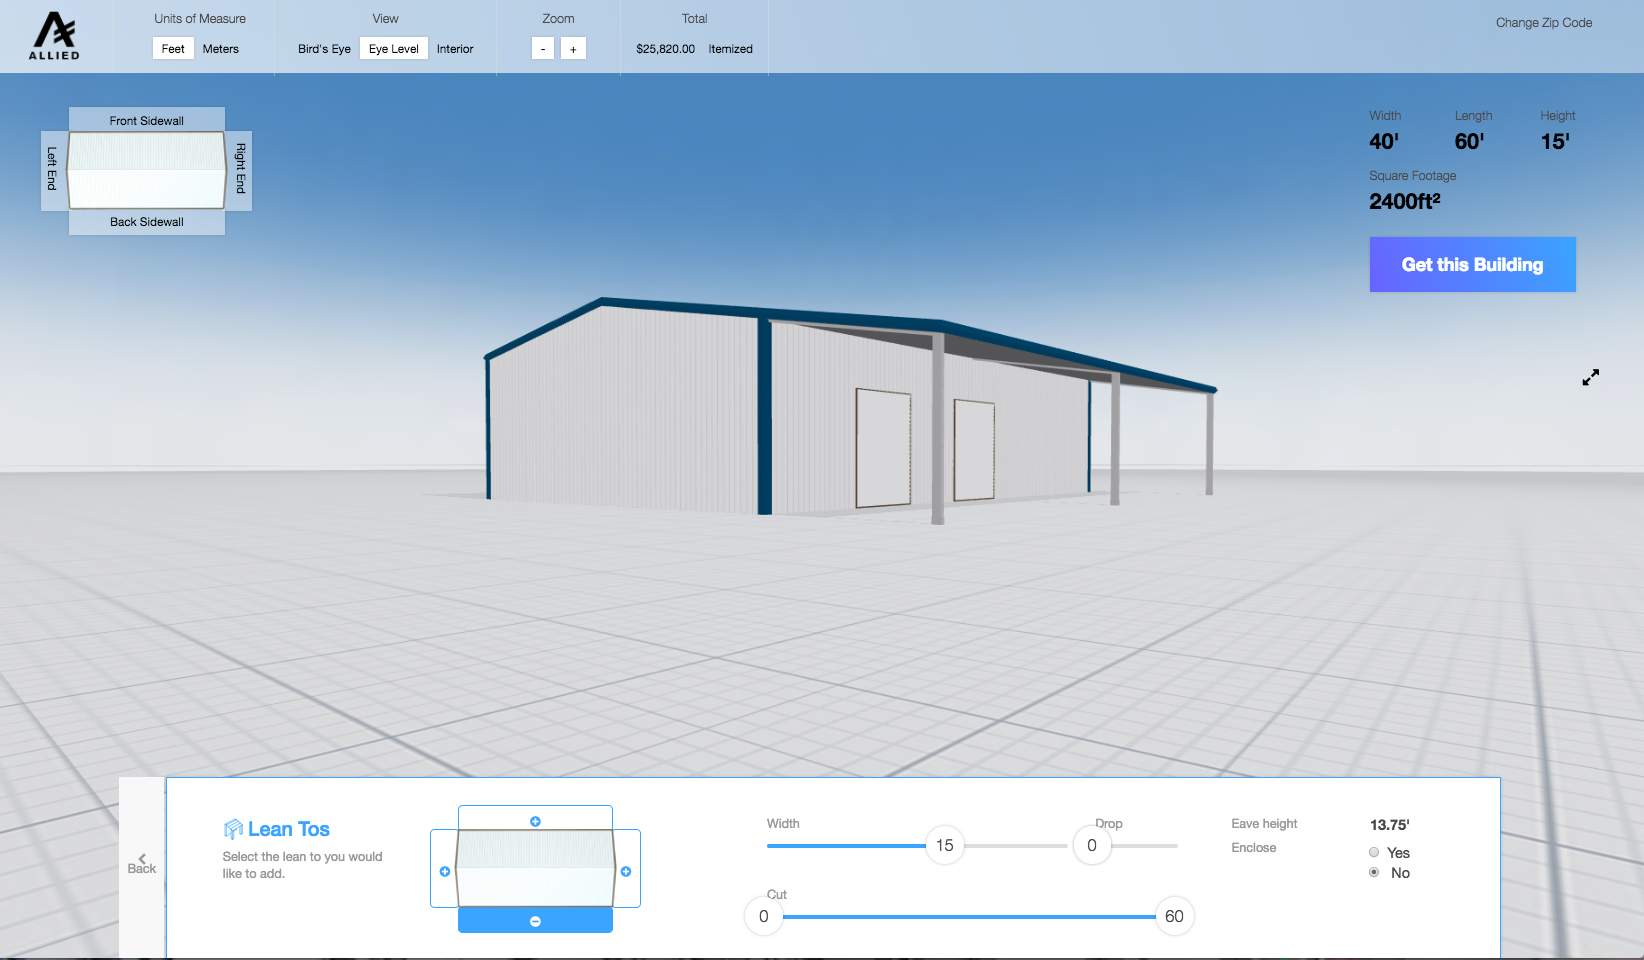 ALLIED
Units of Measure
Feet Meters
View
Bird's Eye Eye Level Interior
Zoom
- +
Total
$25,820.00 Itemized
Change Zip Code
Front Sidewall
Left End
Right End
Back Sidewall
Width Length Height
40' 60' 15'
Square Footage
2400ft²
Get this Building
Back
Lean Tos
Select the lean to you would
like to add.
Width
15
Drop
0
Cut
0 60
Eave height 13.75'
Enclose
Yes
No